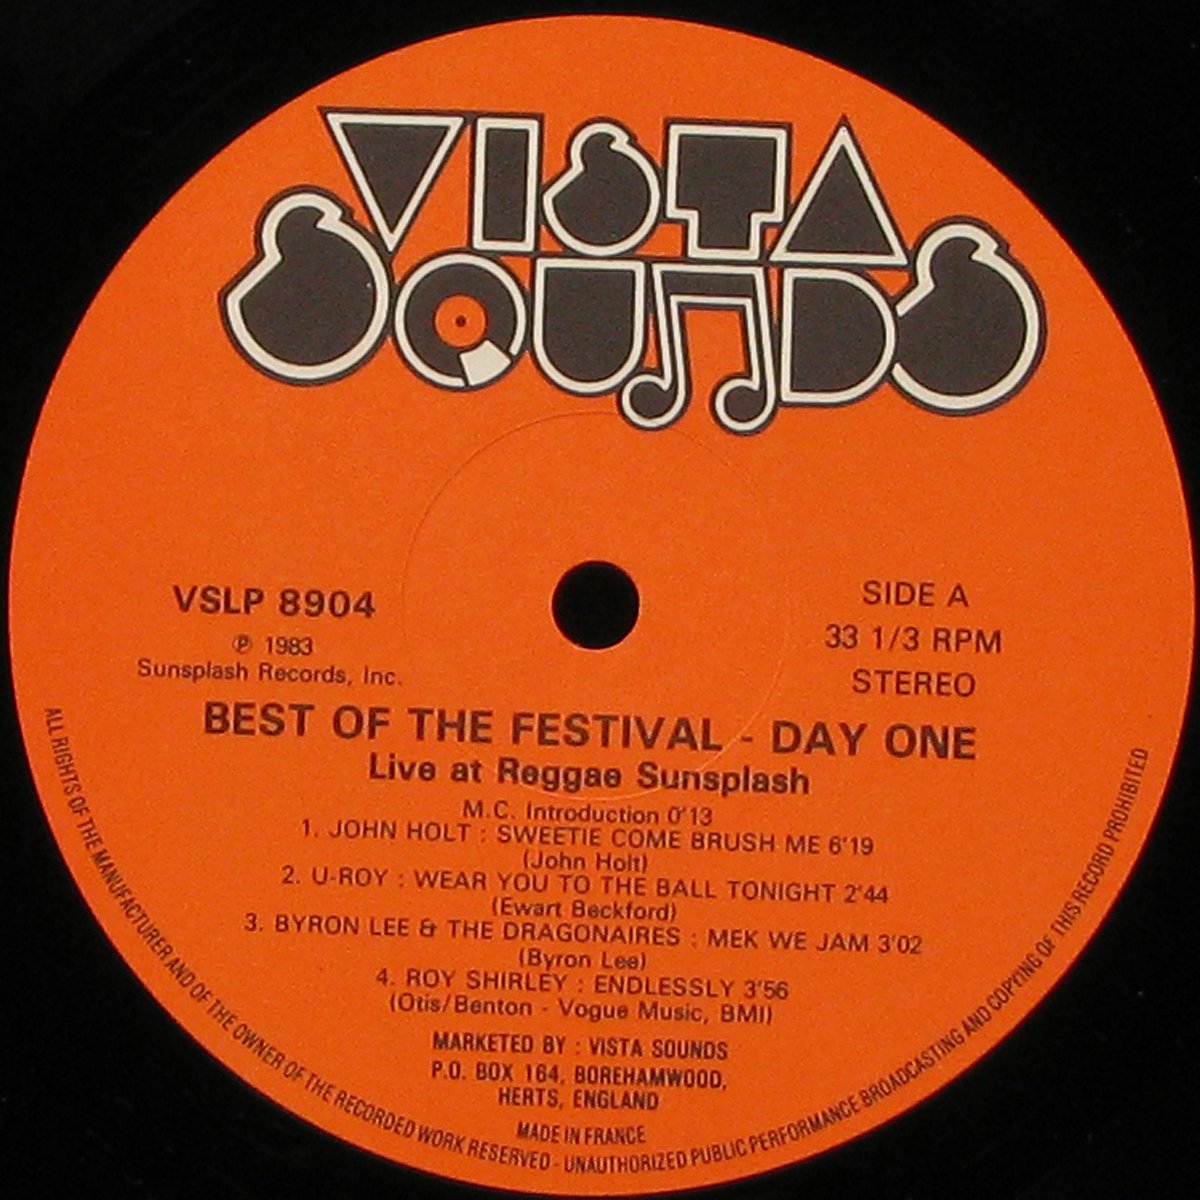 VISTA
SOUNDS
VSLP 8904
℗ 1983
Sunsplash Records, Inc.
SIDE A
33 1/3 RPM
STEREO
BEST OF THE FESTIVAL - DAY ONE
Live at Reggae Sunsplash
M.C. Introduction 0'13
1. JOHN HOLT : SWEETIE COME BRUSH ME 6'19
(John Holt)
2. U-ROY : WEAR YOU TO THE BALL TONIGHT 2'44
(Ewart Beckford)
3. BYRON LEE & THE DRAGONAIRES : MEK WE JAM 3'02
(Byron Lee)
4. ROY SHIRLEY : ENDLESSLY 3'56
(Otis/Benton - Vogue Music, BMI)
MARKETED BY : VISTA SOUNDS
P.O. BOX 164, BOREHAMWOOD,
HERTS, ENGLAND
MADE IN FRANCE
ALL RIGHTS OF THE MANUFACTURER AND OF THE OWNER OF THE RECORDED WORK RESERVED - UNAUTHORIZED PUBLIC PERFORMANCE BROADCASTING AND COPYING OF THIS RECORD PROHIBITED